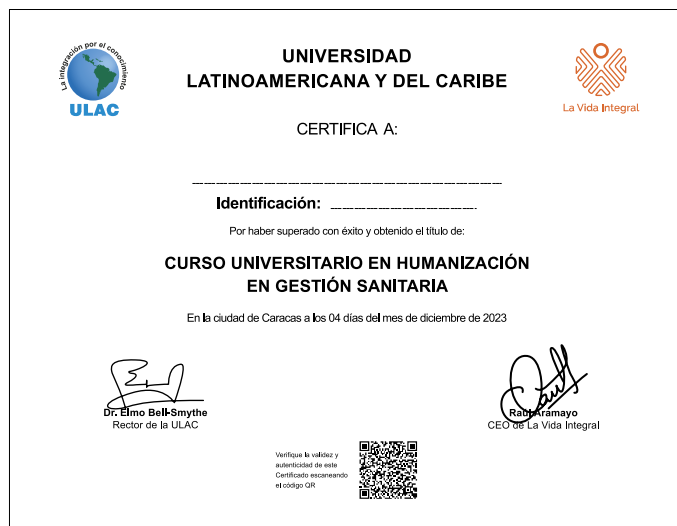 La integración por el conocimiento
ULAC
UNIVERSIDAD
LATINOAMERICANA Y DEL CARIBE
La Vida Integral
CERTIFICA A:
Identificación:
Por haber superado con éxito y obtenido el título de:
CURSO UNIVERSITARIO EN HUMANIZACIÓN
EN GESTIÓN SANITARIA
En la ciudad de Caracas a los 04 días del mes de diciembre de 2023
Dr. Elmo Bell-Smythe
Rector de la ULAC
Raúl Aramayo
CEO de La Vida Integral
Verifique la validez y
autenticidad de este
Certificado escaneando
el código QR